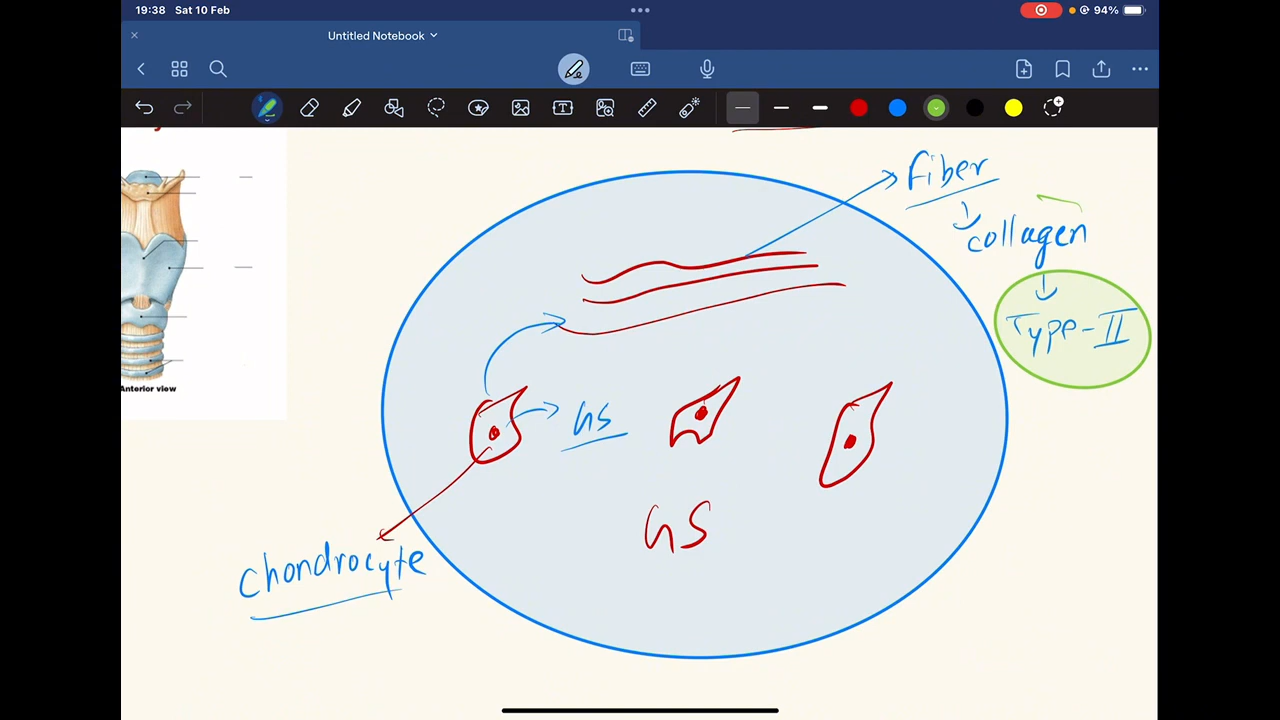 19:38 Sat 10 Feb
94%
Untitled Notebook
Fiber
collagen
Type-II
GS
GS
chondrocyte
Anterior view